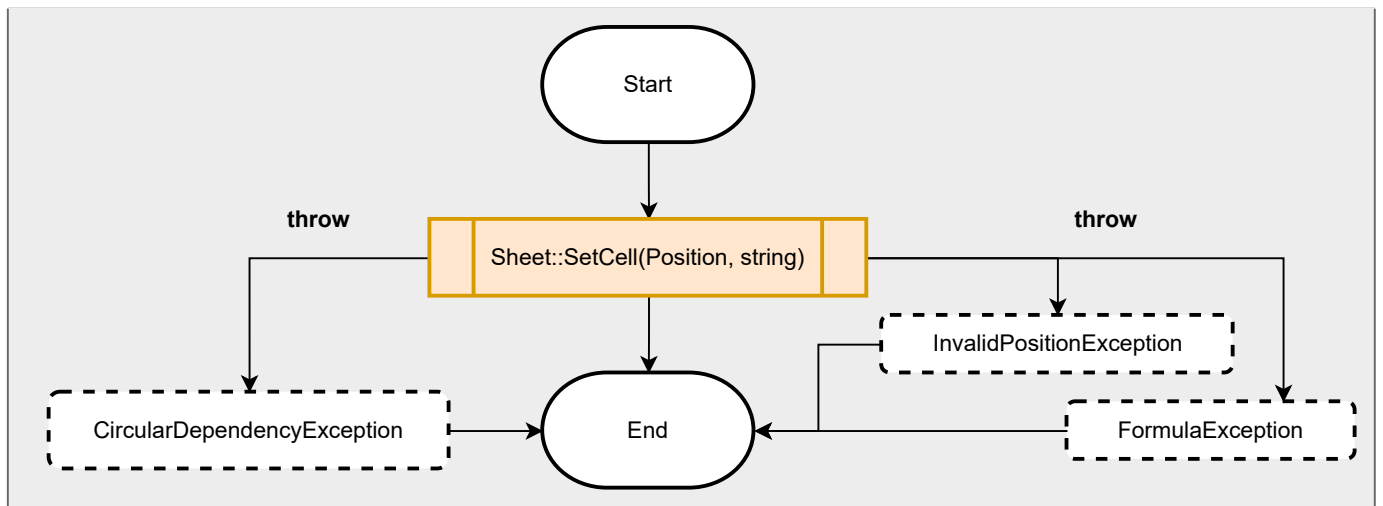 Start
throw
throw
Sheet::SetCell(Position, string)
InvalidPositionException
CircularDependencyException
End
FormulaException